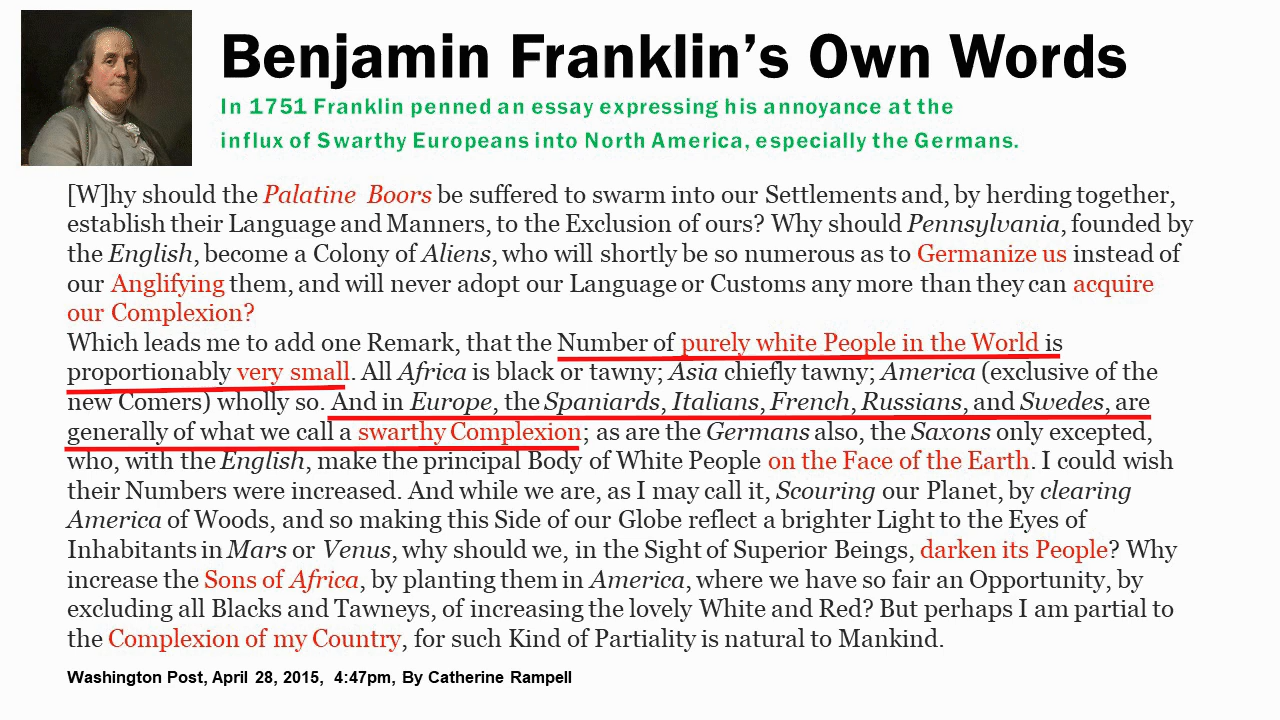 Benjamin Franklin's Own Words
In 1751 Franklin penned an essay expressing his annoyance at the
influx of Swarthy Europeans into North America, especially the Germans.
[W]hy should the Palatine Boors be suffered to swarm into our Settlements and, by herding together,
establish their Language and Manners, to the Exclusion of ours? Why should Pennsylvania, founded by
the English, become a Colony of Aliens, who will shortly be so numerous as to Germanize us instead of
our Anglifying them, and will never adopt our Language or Customs any more than they can acquire
our Complexion?
Which leads me to add one Remark, that the Number of purely white People in the World is
proportionably very small. All Africa is black or tawny; Asia chiefly tawny; America (exclusive of the
new Comers) wholly so. And in Europe, the Spaniards, Italians, French, Russians, and Swedes, are
generally of what we call a swarthy Complexion; as are the Germans also, the Saxons only excepted,
who, with the English, make the principal Body of White People on the Face of the Earth. I could wish
their Numbers were increased. And while we are, as I may call it, Scouring our Planet, by clearing
America of Woods, and so making this Side of our Globe reflect a brighter Light to the Eyes of
Inhabitants in Mars or Venus, why should we, in the Sight of Superior Beings, darken its People? Why
increase the Sons of Africa, by planting them in America, where we have so fair an Opportunity, by
excluding all Blacks and Tawneys, of increasing the lovely White and Red? But perhaps I am partial to
the Complexion of my Country, for such Kind of Partiality is natural to Mankind.
Washington Post, April 28, 2015, 4:47pm, By Catherine Rampell